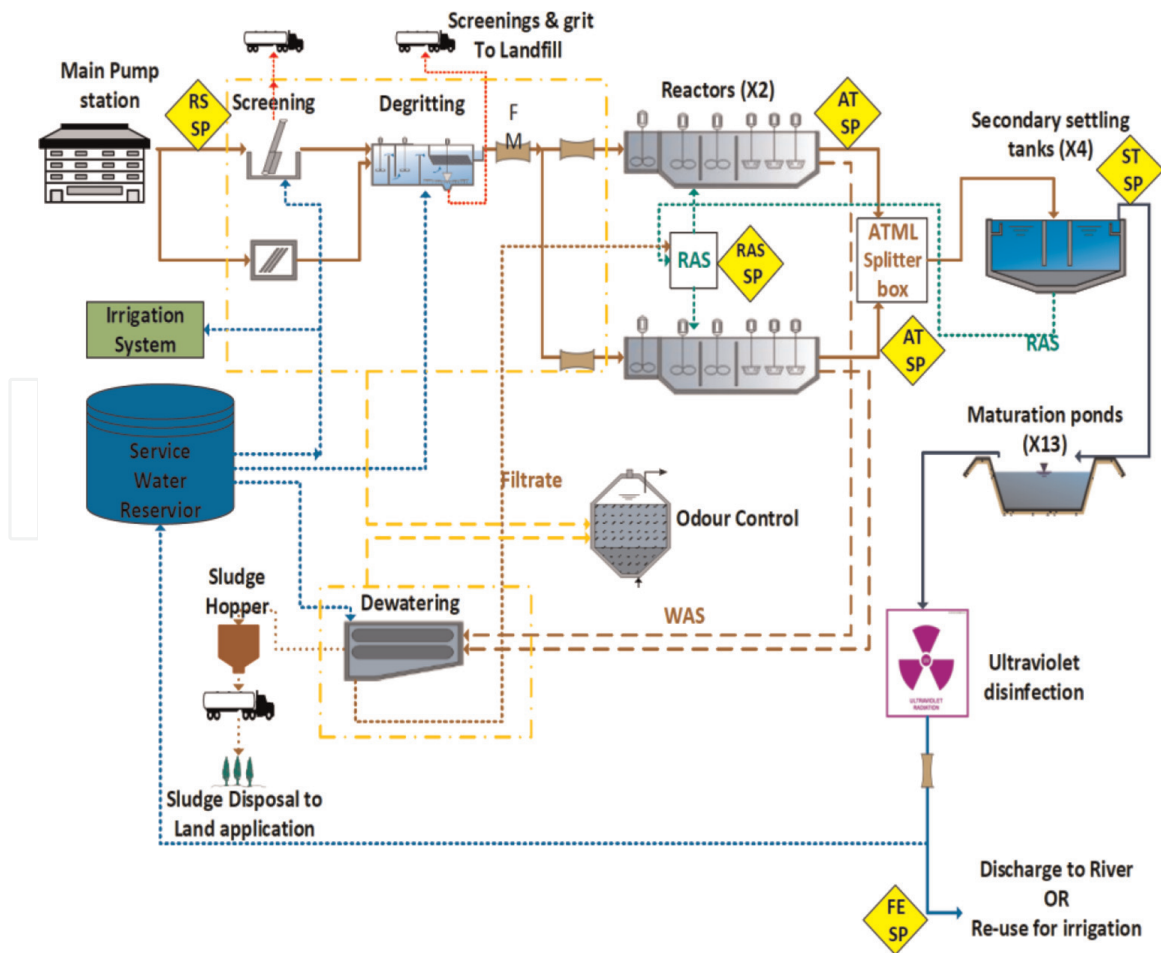 Screenings & grit
To Landfill
Main Pump
station
RS
SP
Screening
Degritting
F
M
Reactors (X2)
AT
SP
Secondary settling
tanks (X4)
ST
SP
RAS
RAS
SP
ATML
Splitter
box
Irrigation
System
AT
SP
RAS
Service
Water
Reservior
Filtrate
Odour Control
Maturation ponds
(X13)
Sludge
Hopper
Dewatering
WAS
ULTRAVIOLET
RADIATION
Ultraviolet
disinfection
Sludge Disposal to
Land application
FE
SP
Discharge to River
OR
Re-use for irrigation